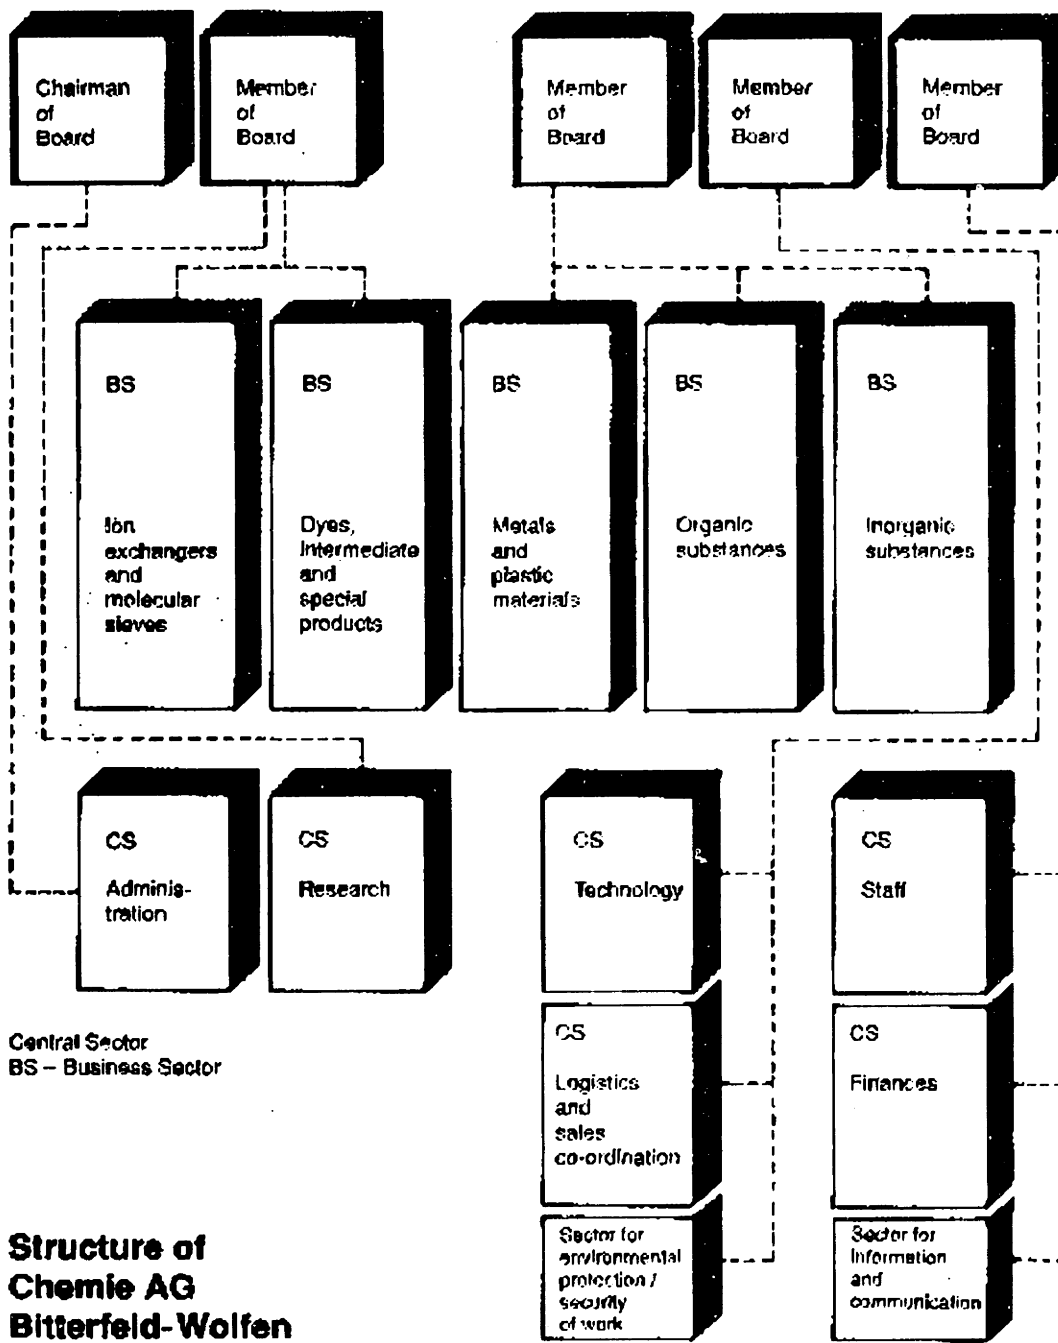 Chairman
of
Board
Member
of
Board
Member
of
Board
Member
of
Board
Member
of
Board
BS
Ion
exchangers
and
molecular
sieves
BS
Dyes,
Intermediate
and
special
products
BS
Metals
and
plastic
materials
BS
Organic
substances
BS
Inorganic
substances
CS
Adminis-
tration
CS
Research
CS
Technology
CS
Staff
CS
Logistics
and
sales
co-ordination
CS
Finances
Sector for
environmental
protection /
security
of work
Sector for
Information
and
communication
Central Sector
BS – Business Sector
Structure of
Chemie AG
Bitterfeld-Wolfen